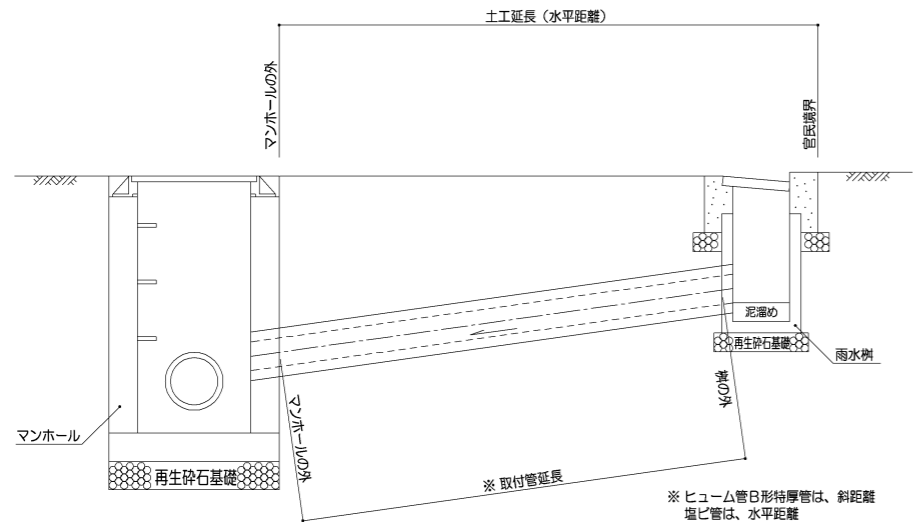 土工延長（水平距離）
マンホールの外
官民境界
泥溜め
再生砕石基礎
雨水桝
マンホールの外
桝の外
マンホール
再生砕石基礎
※ 取付管延長
※ ヒューム管B形特厚管は、斜距離
塩ビ管は、水平距離